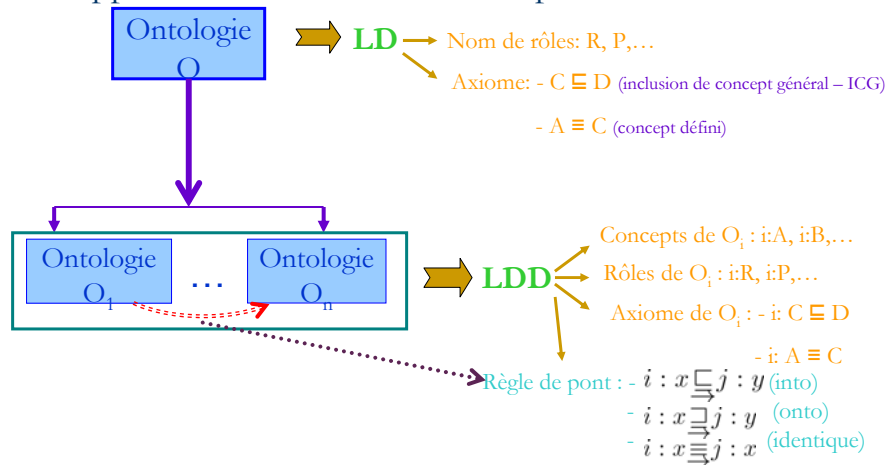 Ontologie
O
LD
Nom de rôles: R, P,…
Axiome: - C ⊑ D (inclusion de concept général – ICG)
- A ≡ C (concept défini)
Ontologie
O₁
…
Ontologie
Oₙ
LDD
Concepts de Oᵢ : i:A, i:B,…
Rôles de Oᵢ : i:R, i:P,…
Axiome de Oᵢ : - i: C ⊑ D
- i: A ≡ C
Règle de pont : - i : x ⊑→ j : y (into)
- i : x ⊒→ j : y (onto)
- i : x ≡→ j : x (identique)